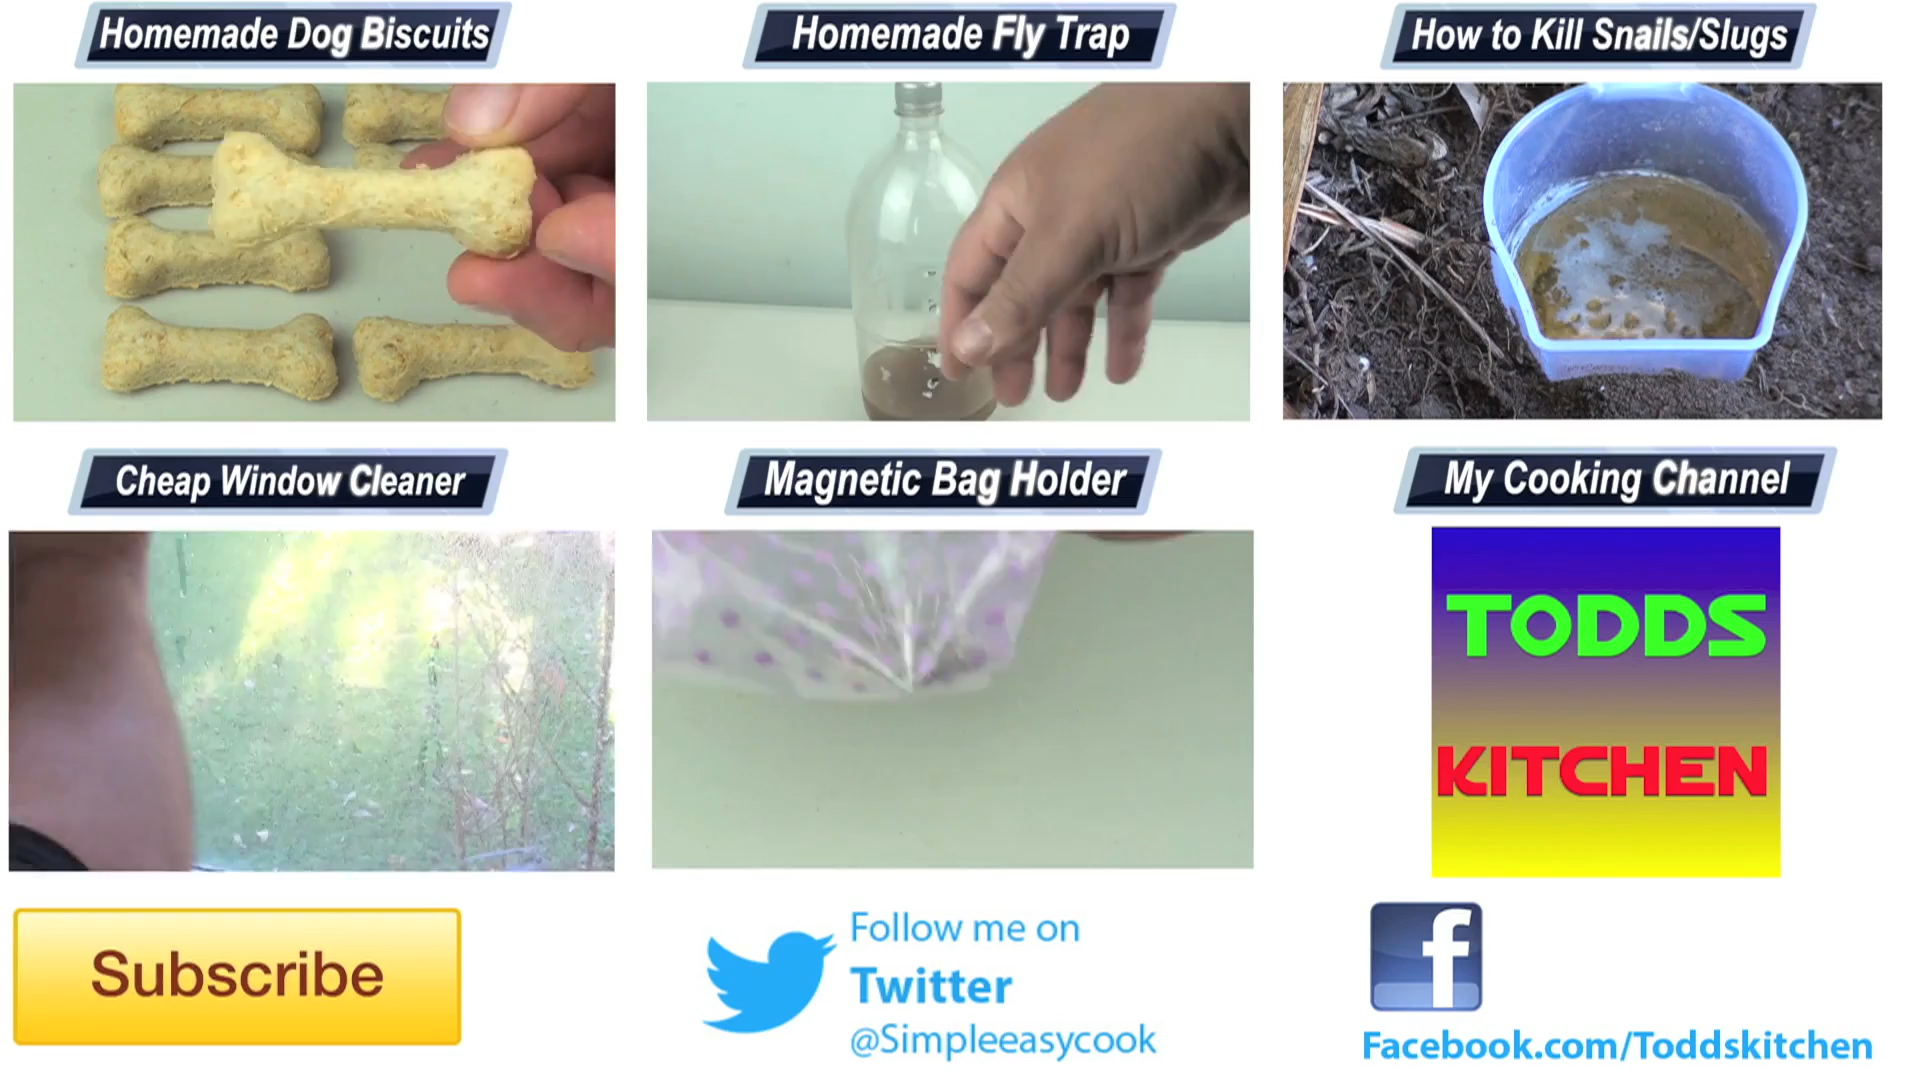 Homemade Dog Biscuits
Homemade Fly Trap
How to Kill Snails/Slugs
Cheap Window Cleaner
Magnetic Bag Holder
My Cooking Channel
TODDS
KITCHEN
Subscribe
Follow me on
Twitter
@Simpleeasycook
f
Facebook.com/Toddskitchen